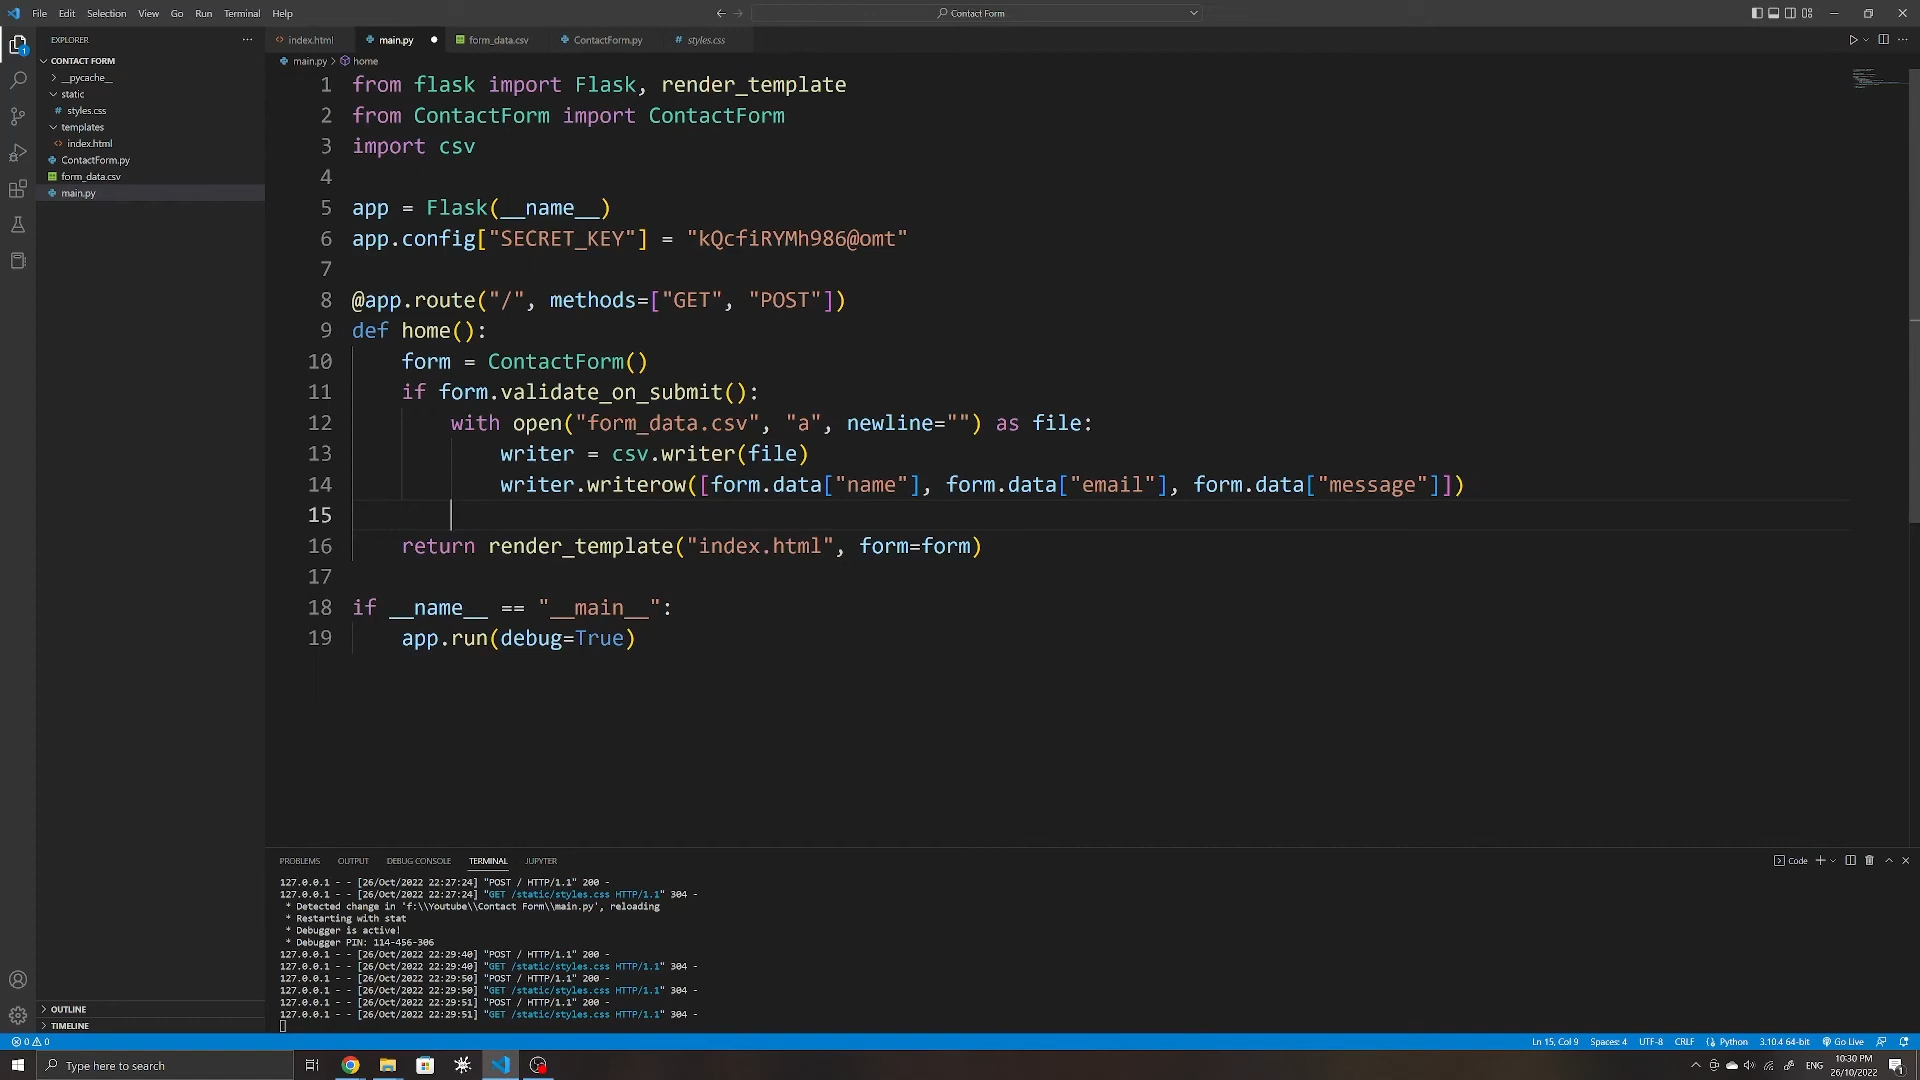 File Edit Selection View Go Run Terminal Help
Contact Form
EXPLORER
CONTACT FORM
__pycache__
static
styles.css
templates
index.html
ContactForm.py
form_data.csv
main.py
OUTLINE
TIMELINE
index.html main.py form_data.csv ContactForm.py styles.css
main.py > home
1 from flask import Flask, render_template
2 from ContactForm import ContactForm
3 import csv
4
5 app = Flask(__name__)
6 app.config["SECRET_KEY"] = "kQcfiRYMh986@omt"
7
8 @app.route("/", methods=["GET", "POST"])
9 def home():
10 form = ContactForm()
11 if form.validate_on_submit():
12 with open("form_data.csv", "a", newline="") as file:
13 writer = csv.writer(file)
14 writer.writerow([form.data["name"], form.data["email"], form.data["message"]])
15
16 return render_template("index.html", form=form)
17
18 if __name__ == "__main__":
19 app.run(debug=True)
PROBLEMS OUTPUT DEBUG CONSOLE TERMINAL JUPYTER
Code
127.0.0.1 - - [26/Oct/2022 22:27:24] "POST / HTTP/1.1" 200 -
127.0.0.1 - - [26/Oct/2022 22:27:24] "GET /static/styles.css HTTP/1.1" 304 -
* Detected change in 'f:\\Youtube\\Contact Form\\main.py', reloading
* Restarting with stat
* Debugger is active!
* Debugger PIN: 114-456-306
127.0.0.1 - - [26/Oct/2022 22:29:40] "POST / HTTP/1.1" 200 -
127.0.0.1 - - [26/Oct/2022 22:29:40] "GET /static/styles.css HTTP/1.1" 304 -
127.0.0.1 - - [26/Oct/2022 22:29:50] "POST / HTTP/1.1" 200 -
127.0.0.1 - - [26/Oct/2022 22:29:50] "GET /static/styles.css HTTP/1.1" 304 -
127.0.0.1 - - [26/Oct/2022 22:29:51] "POST / HTTP/1.1" 200 -
127.0.0.1 - - [26/Oct/2022 22:29:51] "GET /static/styles.css HTTP/1.1" 304 -
0 0 Ln 15, Col 9 Spaces: 4 UTF-8 CRLF Python 3.10.4 64-bit Go Live
Type here to search
ENG
10:30 PM
26/10/2022